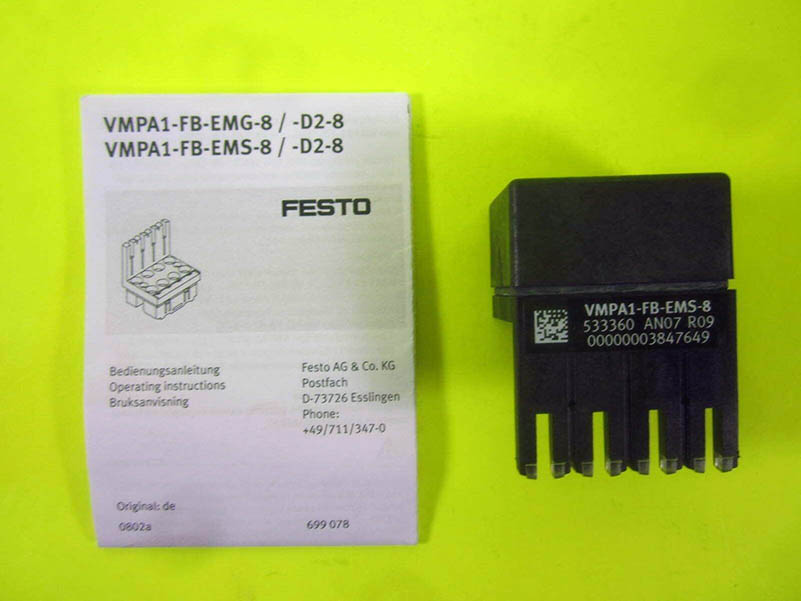 VMPA1-FB-EMG-8 / -D2-8
VMPA1-FB-EMS-8 / -D2-8
FESTO
Bedienungsanleitung
Operating instructions
Bruksanvisning
Festo AG & Co. KG
Postfach
D-73726 Esslingen
Phone:
+49/711/347-0
Original: de
0802a
699 078
VMPA1-FB-EMS-8
533360 AN07 R09
00000003847649